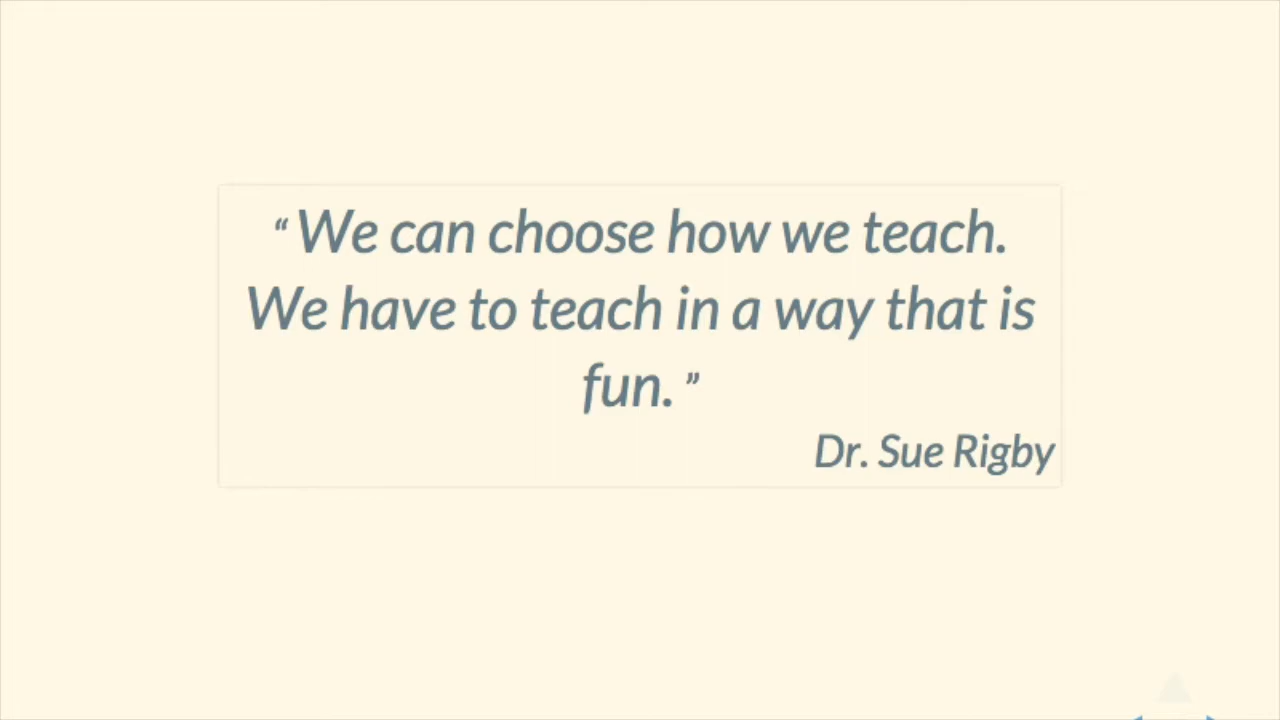 “ We can choose how we teach.
We have to teach in a way that is
fun. ”
Dr. Sue Rigby